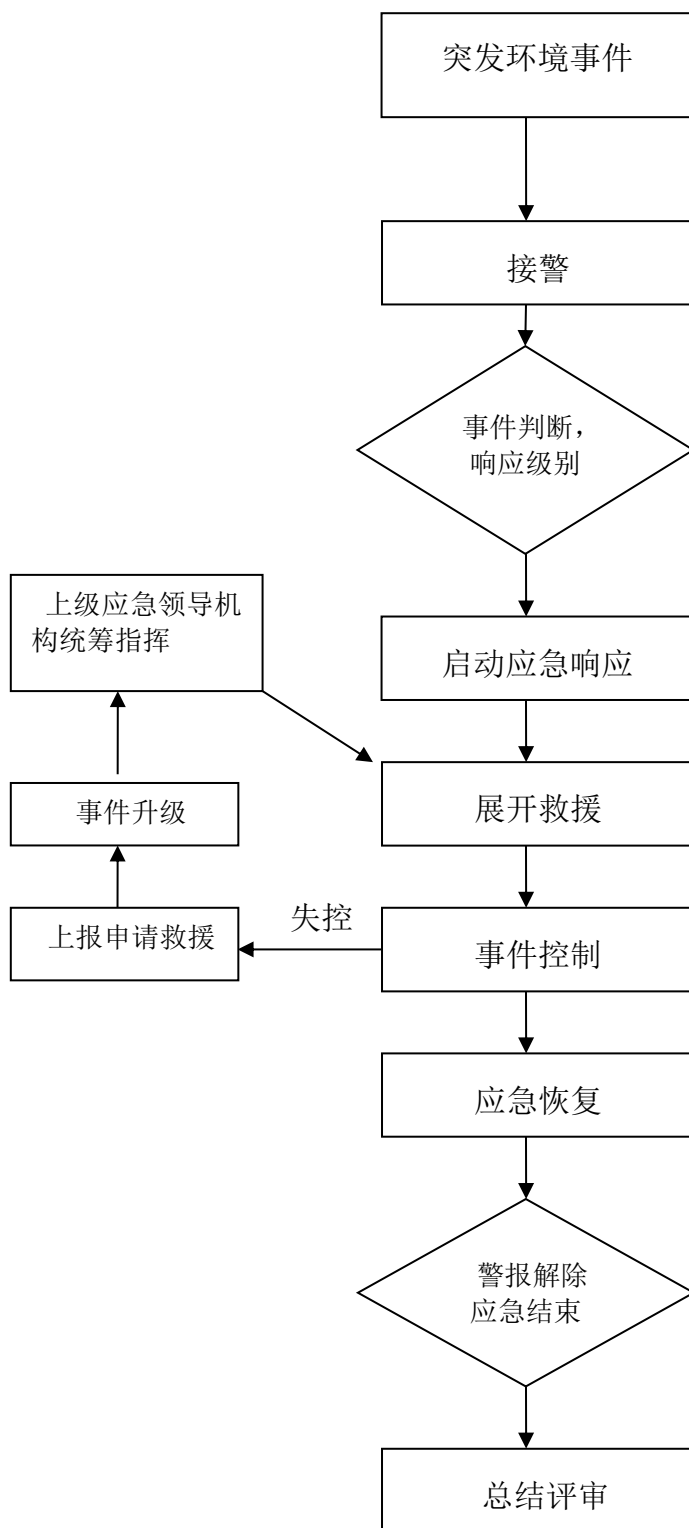 突发环境事件
接警
事件判断，
响应级别
上级应急领导机
构统筹指挥
启动应急响应
事件升级
展开救援
上报申请救援
失控
事件控制
应急恢复
警报解除
应急结束
总结评审